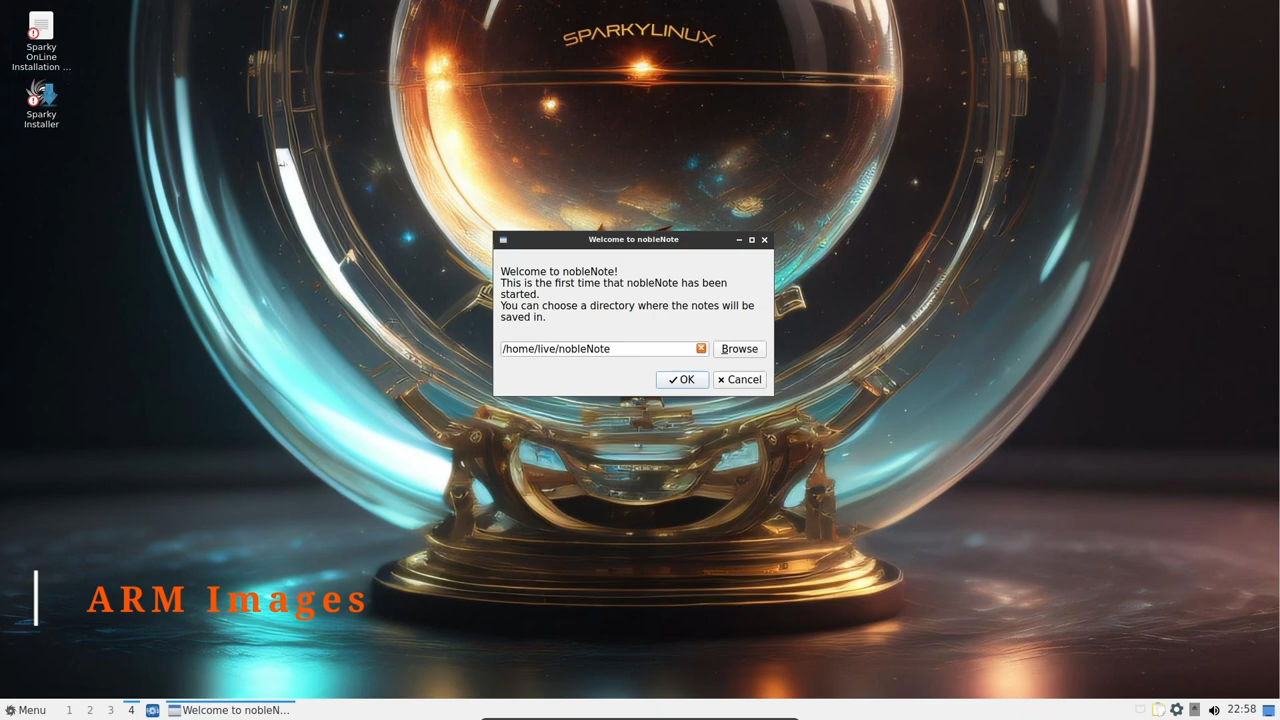 SPARKYLINUX
Sparky
OnLine
Installation ...
Sparky
Installer
Welcome to nobleNote
Welcome to nobleNote!
This is the first time that nobleNote has been
started.
You can choose a directory where the notes will be
saved in.
/home/live/nobleNote
Browse
OK
Cancel
ARM Images
Menu
1
2
3
4
Welcome to nobleN...
22:58